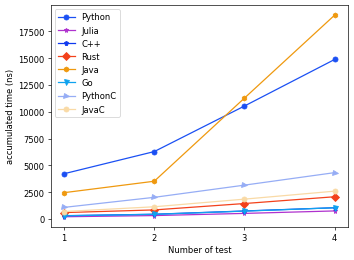 Python
Julia
C++
Rust
Java
Go
PythonC
JavaC
17500
15000
12500
10000
7500
5000
2500
0
accumulated time (ns)
1
2
3
4
Number of test